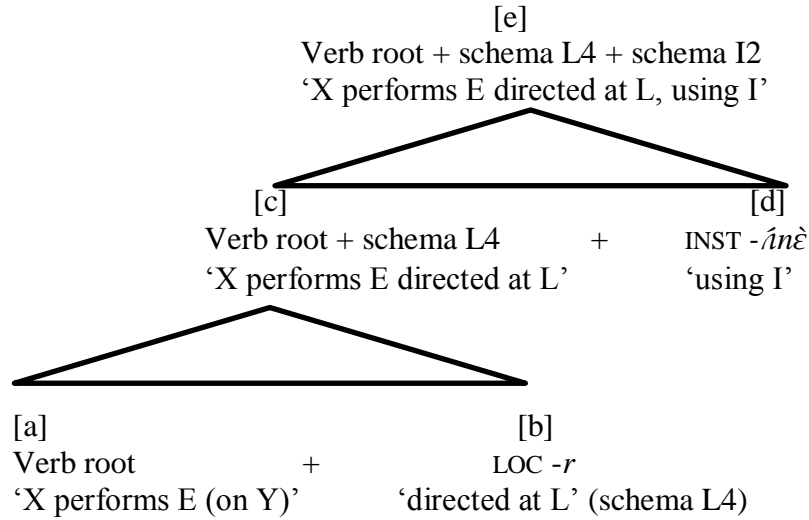 [e]
Verb root + schema L4 + schema I2
‘X performs E directed at L, using I’
[c] [d]
Verb root + schema L4 + INST -ʌ́nɛ̀
‘X performs E directed at L’ ‘using I’
[a] [b]
Verb root + LOC -r
‘X performs E (on Y)’ ‘directed at L’ (schema L4)